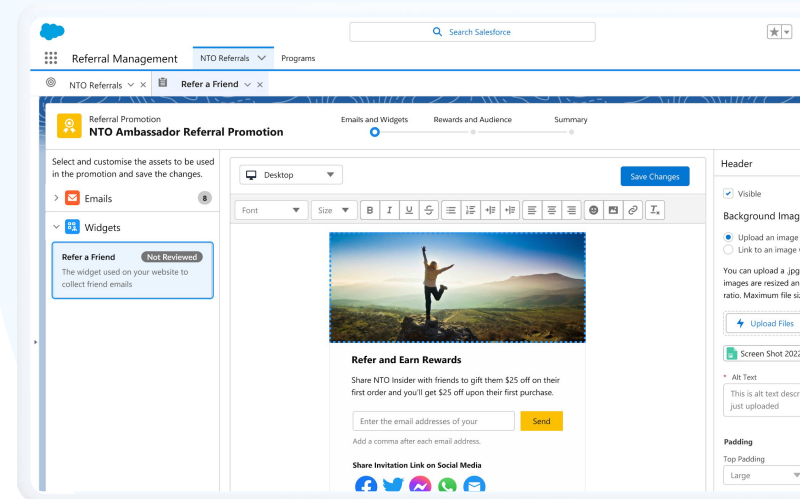 Search Salesforce
Referral Management
NTO Referrals
Programs
NTO Referrals
Refer a Friend
Referral Promotion
NTO Ambassador Referral Promotion
Emails and Widgets
Rewards and Audience
Summary
Select and customise the assets to be used
in the promotion and save the changes.
Emails
8
Widgets
Refer a Friend
Not Reviewed
The widget used on your website to
collect friend emails
Desktop
Save Changes
Font
Size
B
I
U
S
Refer and Earn Rewards
Share NTO Insider with friends to gift them $25 off on their
first order and you'll get $25 off upon their first purchase.
Enter the email addresses of your
Send
Add a comma after each email address.
Share Invitation Link on Social Media
Header
Visible
Background Imag
Upload an image
Link to an image
You can upload a .jpg
images are resized an
ratio. Maximum file si
Upload Files
Screen Shot 2022
* Alt Text
This is alt text descr
just uploaded
Padding
Top Padding
Large